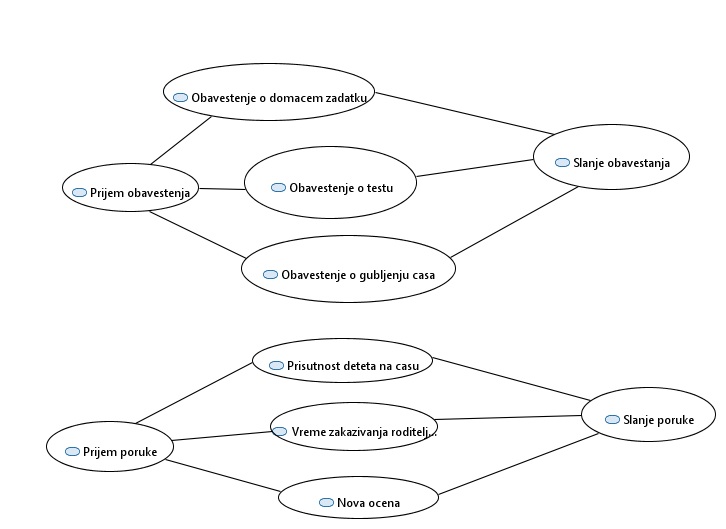 Obavestenje o domacem zadatku
Slanje obavestanja
Obavestenje o testu
Prijem obavestenja
Obavestenje o gubljenju casa
Prisutnost deteta na casu
Slanje poruke
Vreme zakazivanja roditelj...
Prijem poruke
Nova ocena